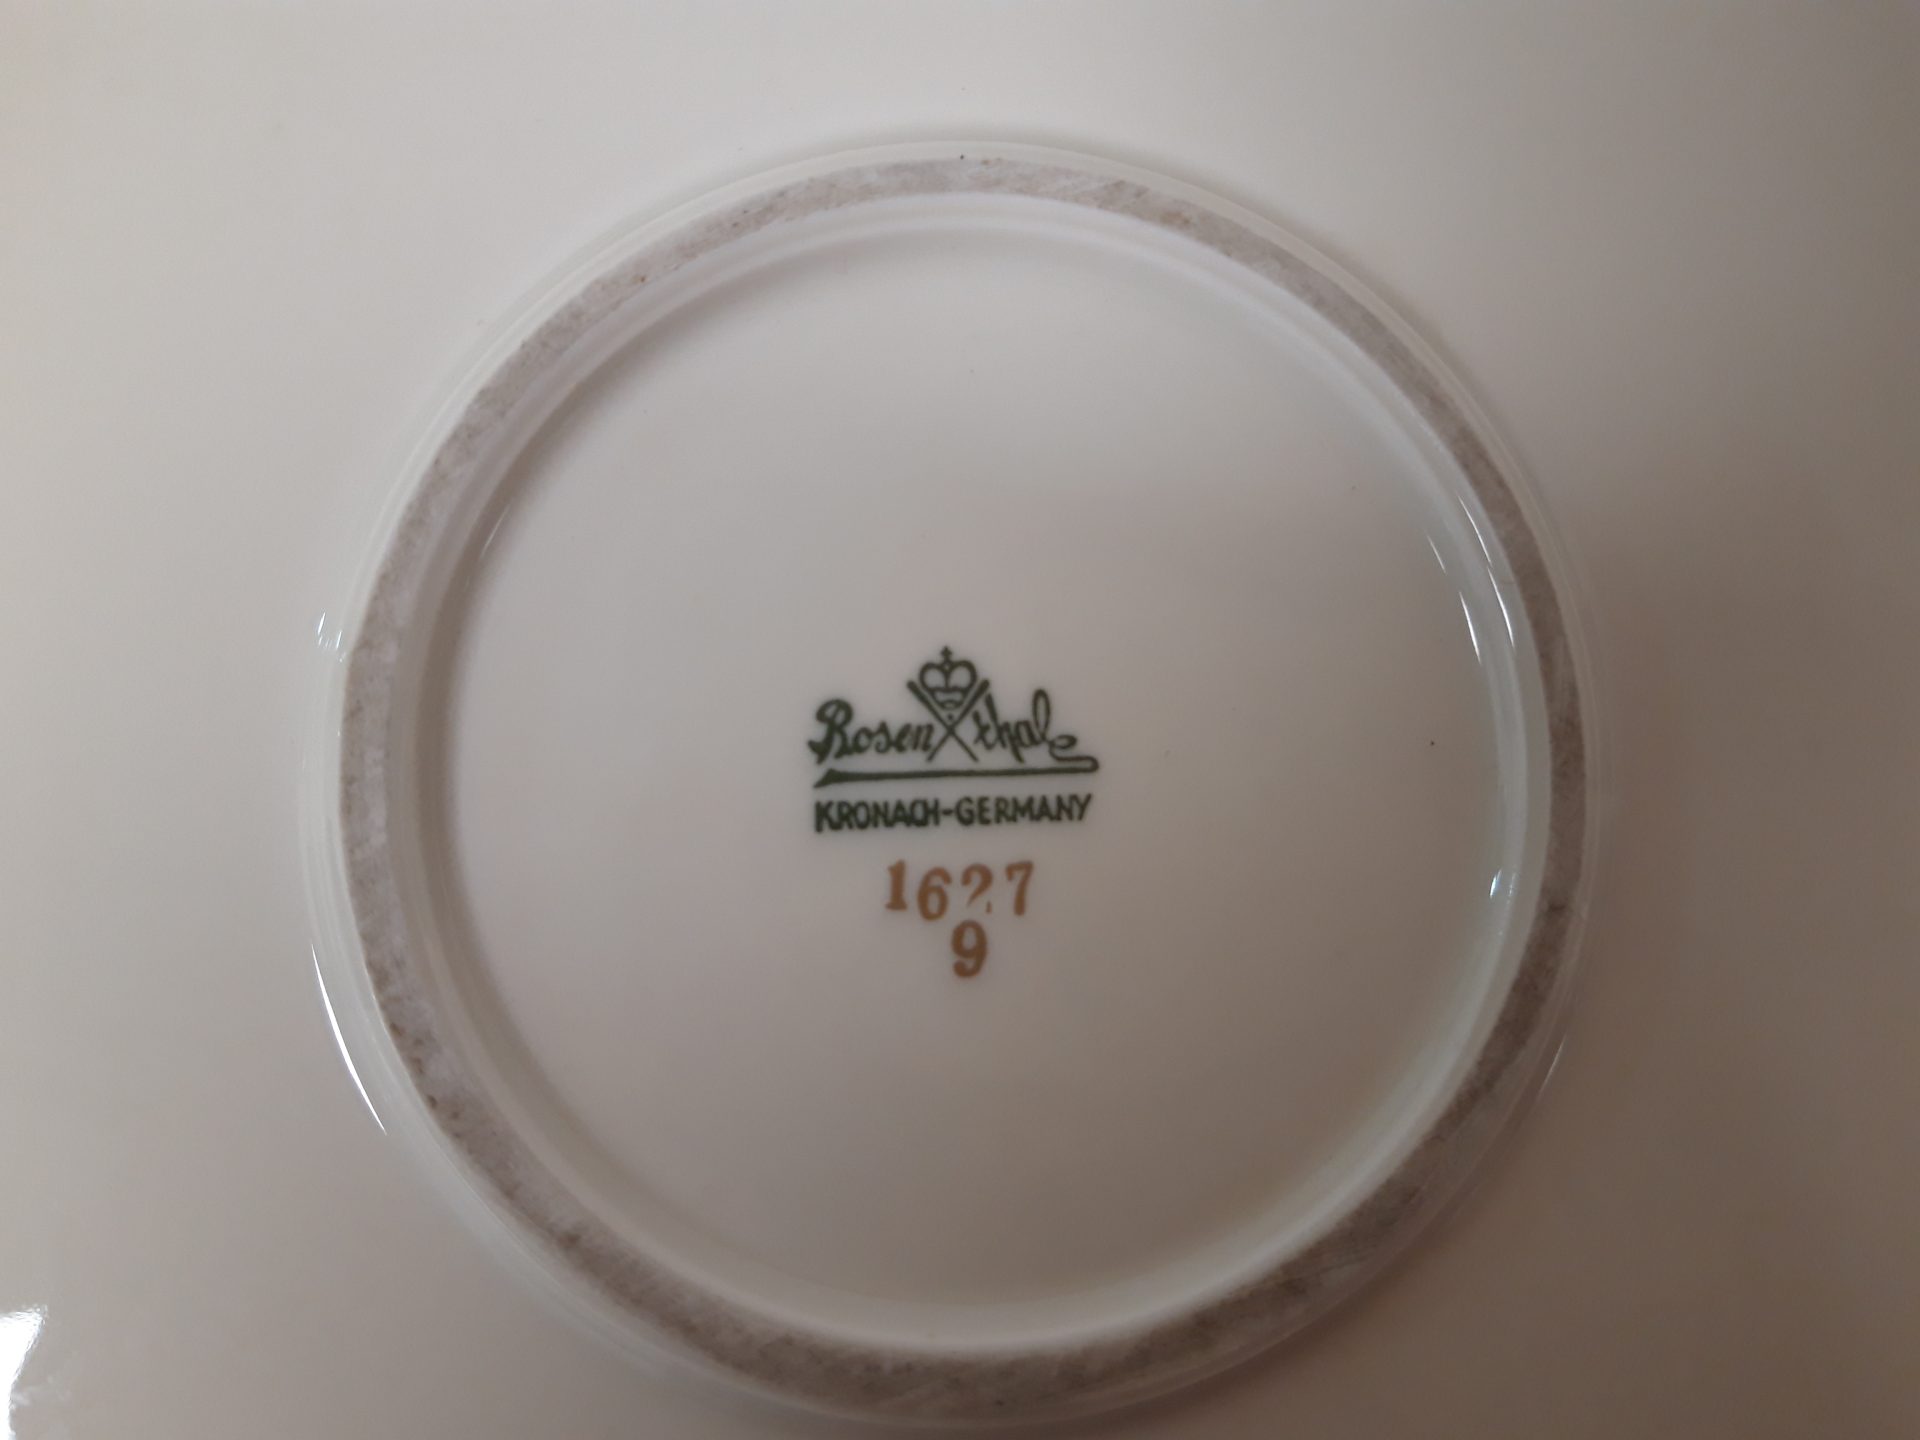 Rosenthal
KRONACH-GERMANY
1627
9